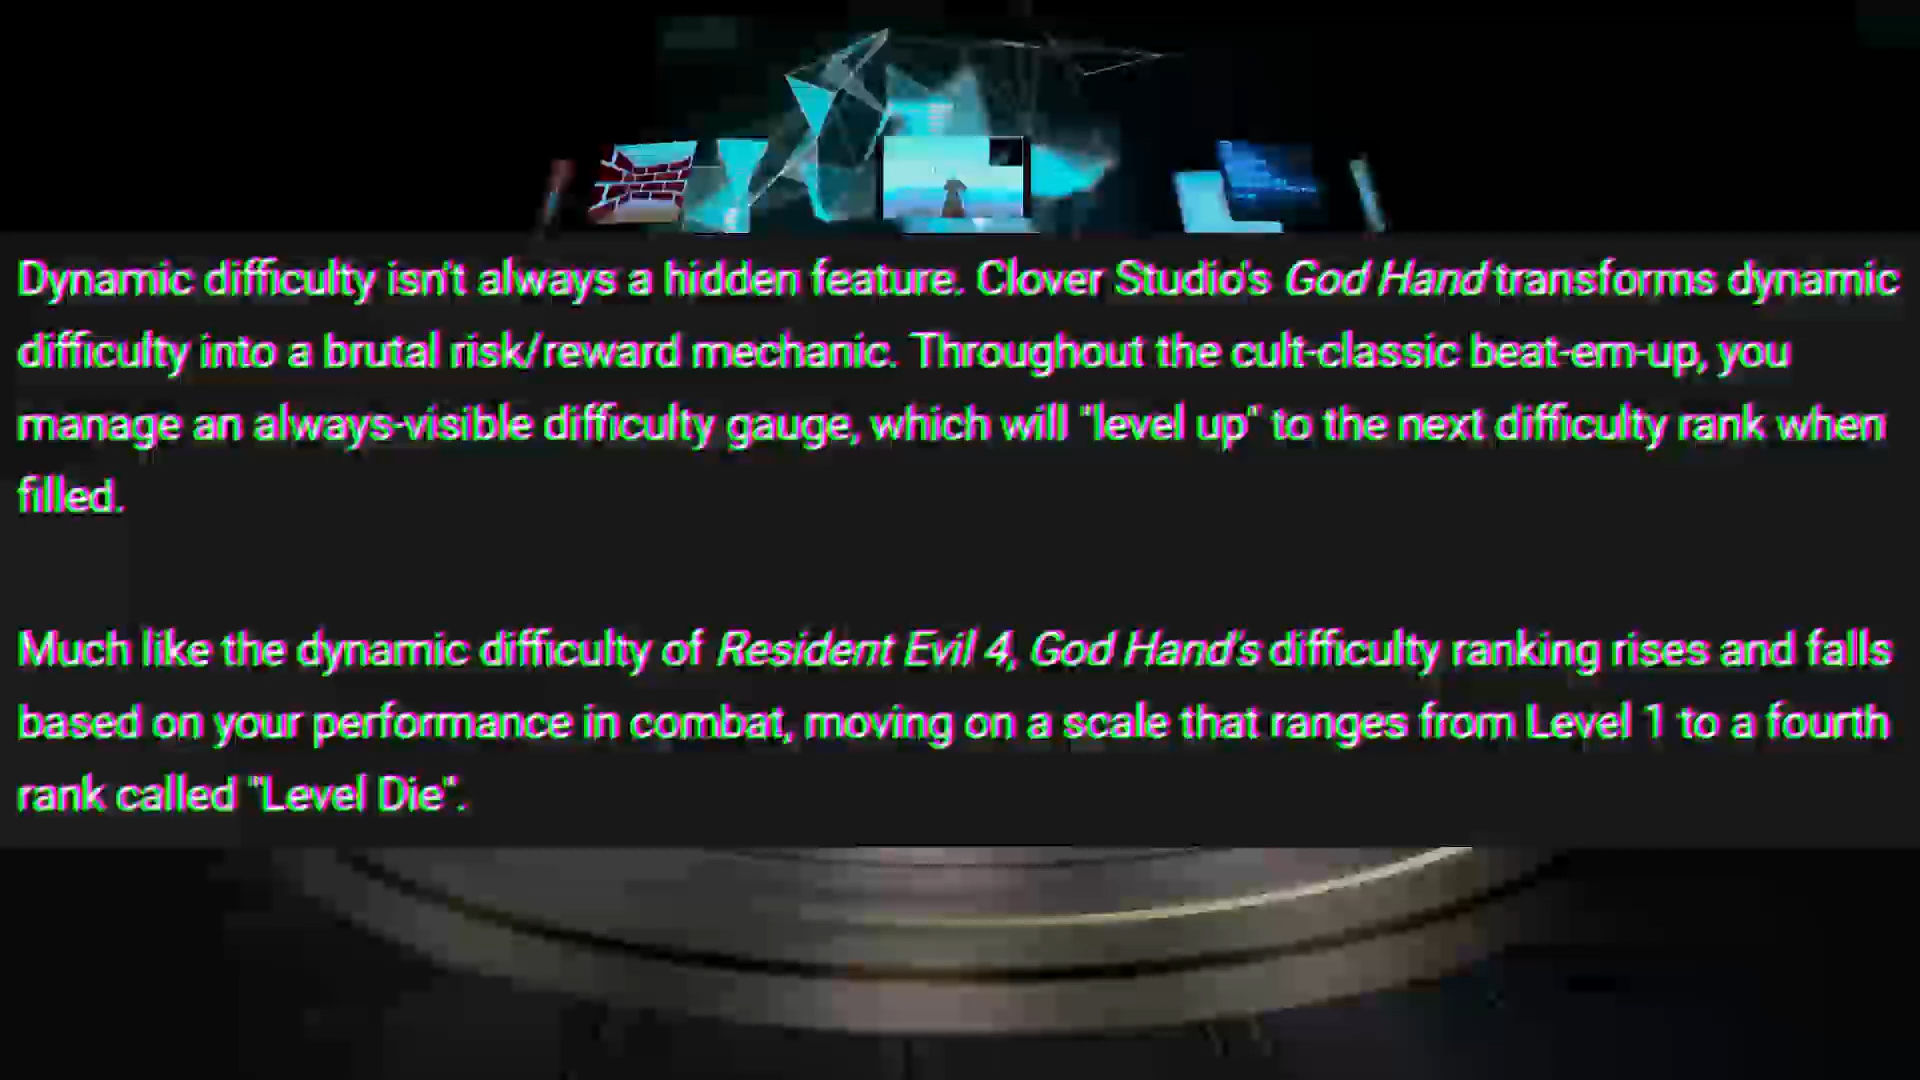 Dynamic difficulty isn't always a hidden feature. Clover Studio's God Hand transforms dynamic
difficulty into a brutal risk/reward mechanic. Throughout the cult-classic beat-em-up, you
manage an always-visible difficulty gauge, which will "level up" to the next difficulty rank when
filled.
Much like the dynamic difficulty of Resident Evil 4, God Hand's difficulty ranking rises and falls
based on your performance in combat, moving on a scale that ranges from Level 1 to a fourth
rank called "Level Die".